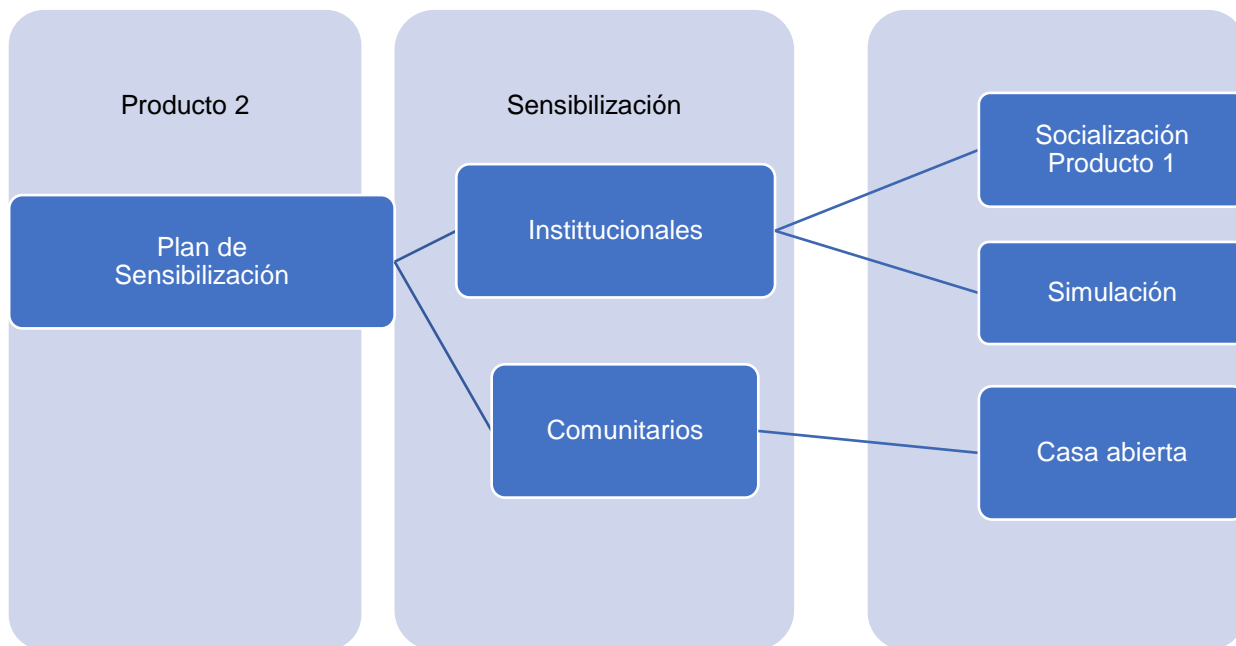 Producto 2
Sensibilización
Plan de
Sensibilización
Instittucionales
Comunitarios
Socialización
Producto 1
Simulación
Casa abierta